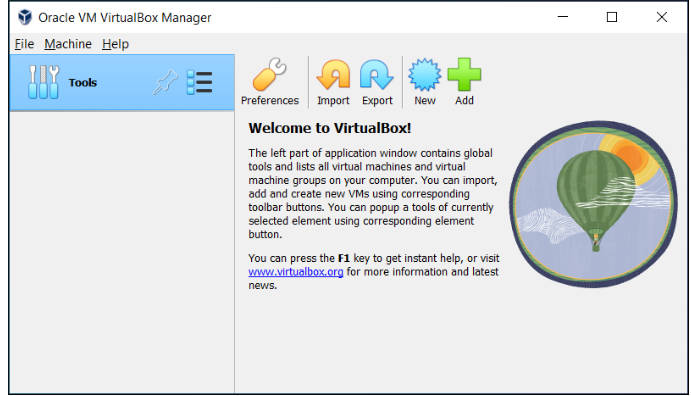 Oracle VM VirtualBox Manager
File Machine Help
Tools
Preferences Import Export New Add
Welcome to VirtualBox!
The left part of application window contains global
tools and lists all virtual machines and virtual
machine groups on your computer. You can import,
add and create new VMs using corresponding
toolbar buttons. You can popup a tools of currently
selected element using corresponding element
button.
You can press the F1 key to get instant help, or visit
www.virtualbox.org for more information and latest
news.